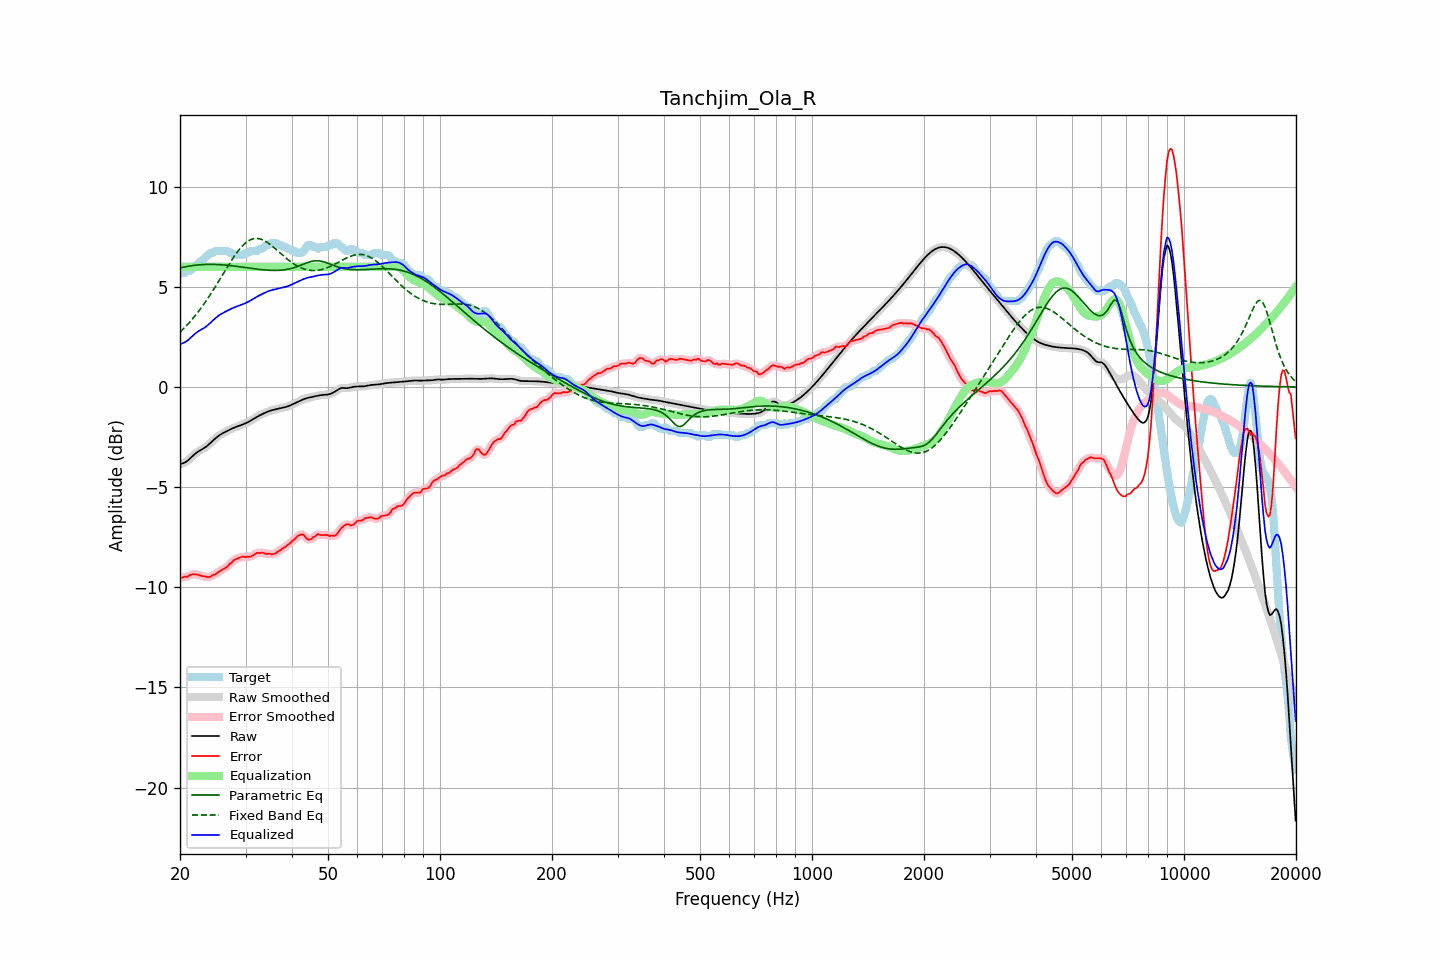 Tanchjim_Ola_R
Amplitude (dBr)
10
5
0
−5
−10
−15
−20
Target
Raw Smoothed
Error Smoothed
Raw
Error
Equalization
Parametric Eq
Fixed Band Eq
Equalized
20 50 100 200 500 1000 2000 5000 10000 20000
Frequency (Hz)